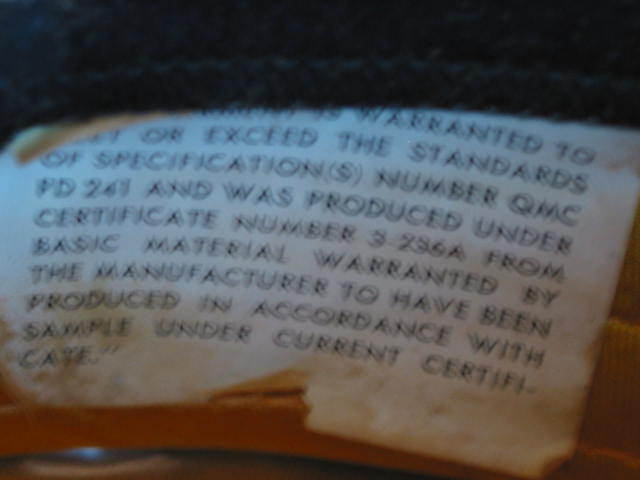 IS WARRANTED TO
OR EXCEED THE STANDARDS
OF SPECIFICATION(S) NUMBER QMC
PD 241 AND WAS PRODUCED UNDER
CERTIFICATE NUMBER 3-236A FROM
BASIC MATERIAL WARRANTED BY
THE MANUFACTURER TO HAVE BEEN
PRODUCED IN ACCORDANCE WITH
SAMPLE UNDER CURRENT CERTIFI-
CATE."